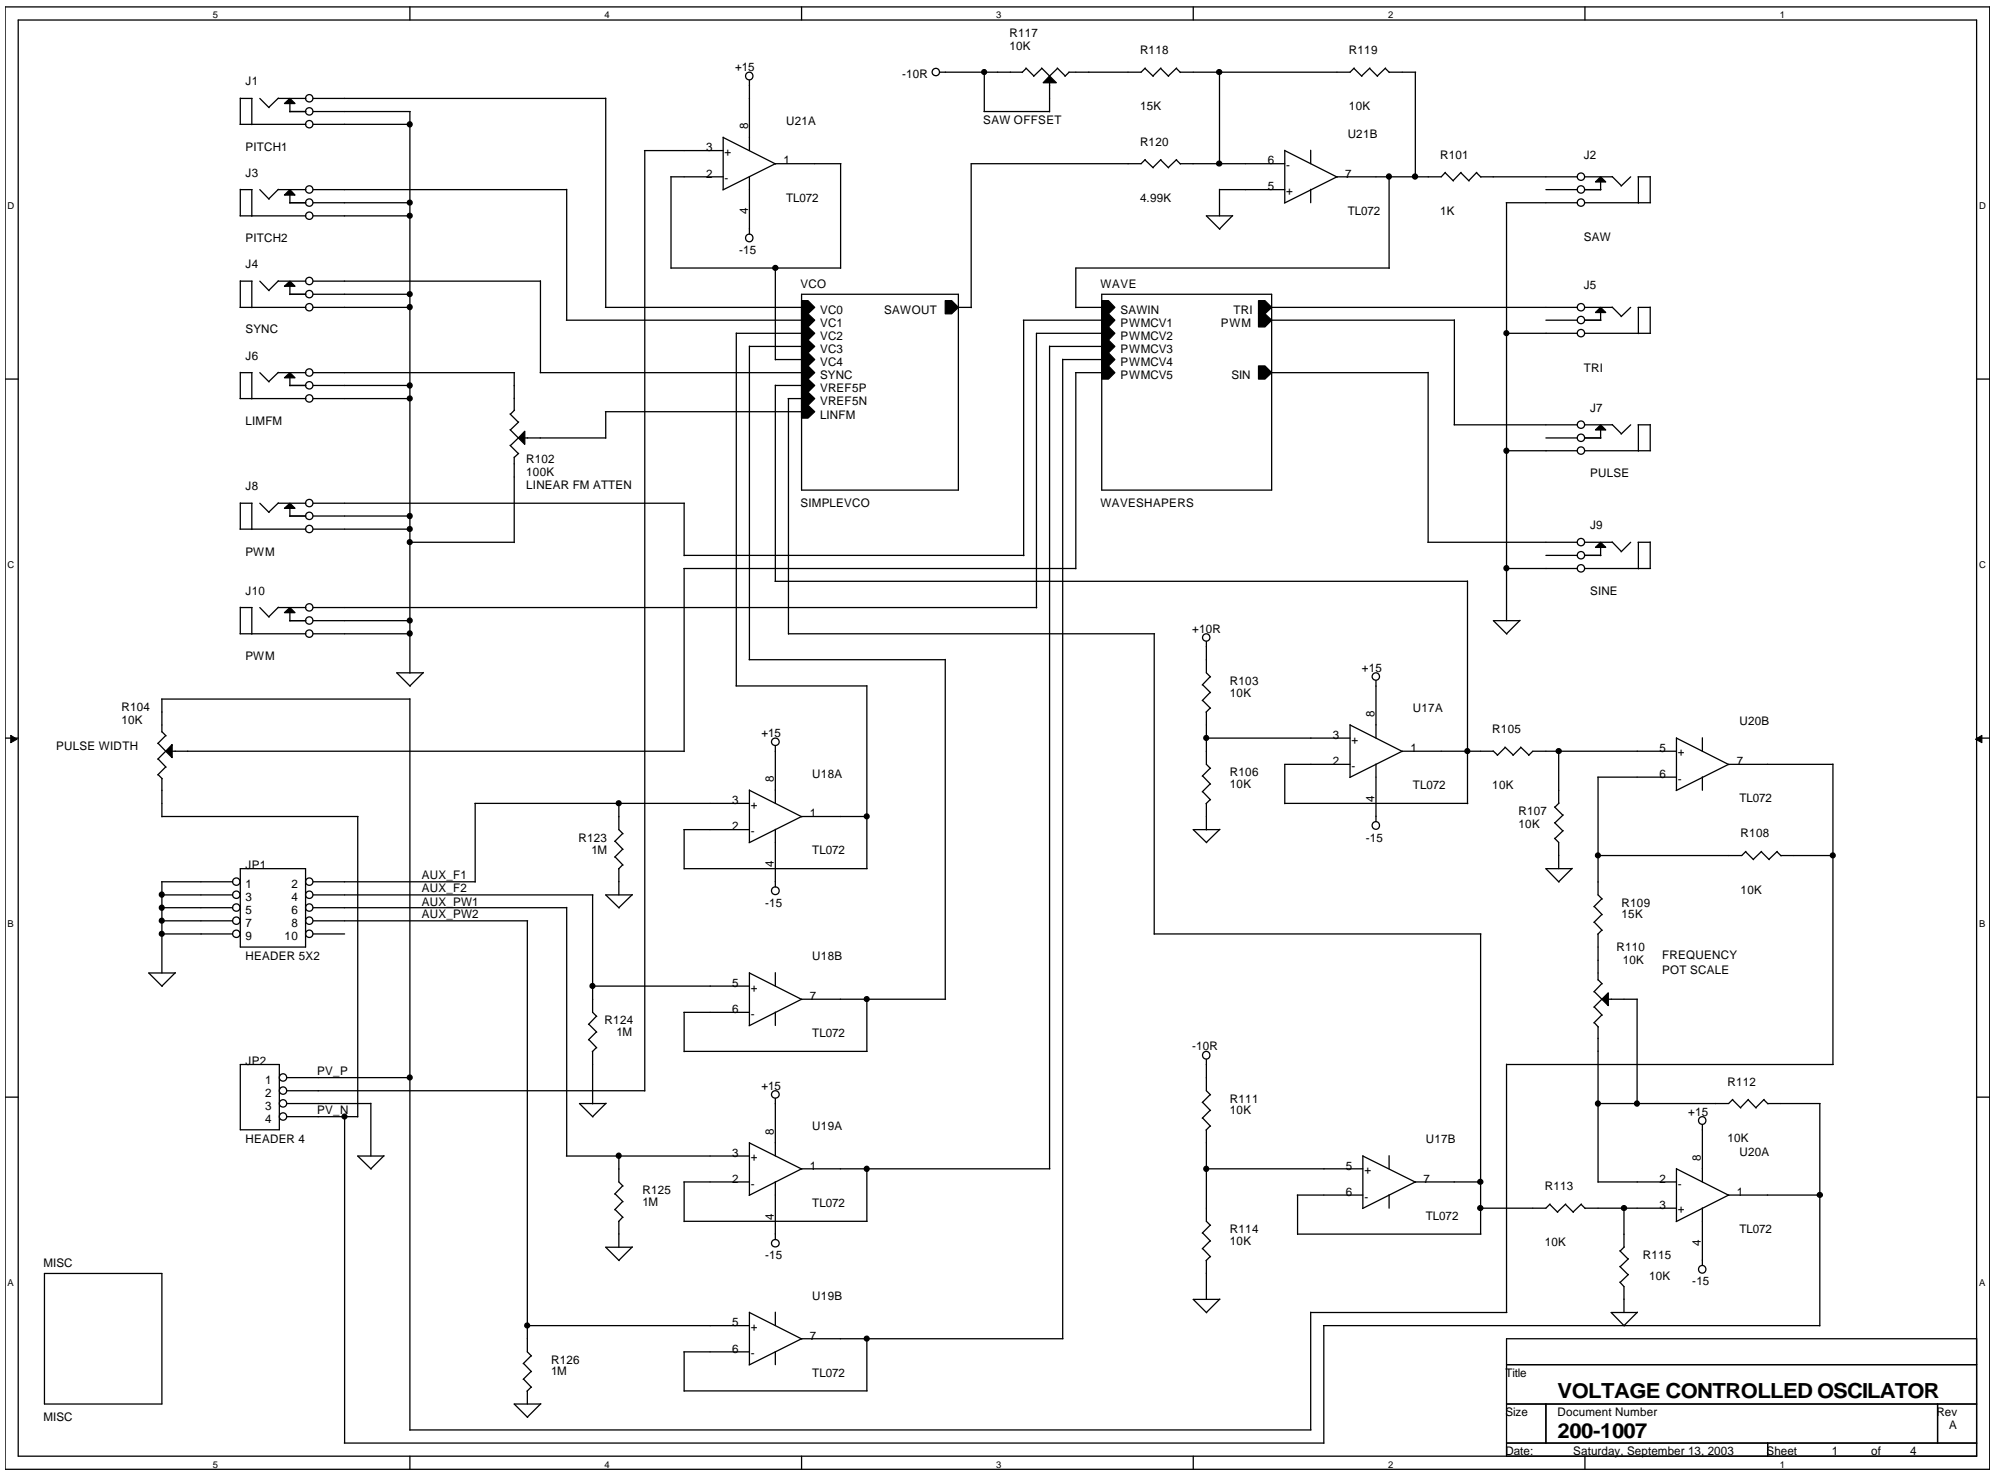 5 4 3 2 1
D
C
B
A
J1
PITCH1
J3
PITCH2
J4
SYNC
J6
LIMFM
J8
PWM
J10
PWM
R102
100K
LINEAR FM ATTEN
+15
8
U21A
3 +
1
2 -
TL072
4
-15
-10R
R117
10K
SAW OFFSET
R118
15K
R119
10K
R120
4.99K
U21B
6 -
7
5 +
TL072
R101
1K
J2
SAW
J5
TRI
J7
PULSE
J9
SINE
VCO
VC0
VC1
VC2
VC3
VC4
SYNC
VREF5P
VREF5N
LINFM
SAWOUT
SIMPLEVCO
WAVE
SAWIN
PWMCV1
PWMCV2
PWMCV3
PWMCV4
PWMCV5
TRI
PWM
SIN
WAVESHAPERS
R104
10K
PULSE WIDTH
JP1
1 2
3 4
5 6
7 8
9 10
HEADER 5X2
AUX_F1
AUX_F2
AUX_PW1
AUX_PW2
JP2
1
2
3
4
HEADER 4
PV_P
PV_N
R123
1M
R124
1M
R125
1M
R126
1M
+15
8
U18A
3 +
1
2 -
TL072
4
-15
U18B
5 +
7
6 -
TL072
+15
8
U19A
3 +
1
2 -
TL072
4
-15
U19B
5 +
7
6 -
TL072
+10R
R103
10K
R106
10K
+15
8
U17A
3 +
1
2 -
TL072
4
-15
R105
10K
R107
10K
U20B
5 +
7
6 -
TL072
R108
10K
R109
15K
R110
10K
FREQUENCY
POT SCALE
-10R
R111
10K
R114
10K
U17B
5 +
7
6 -
TL072
R112
10K
+15
8
U20A
2 -
1
3 +
TL072
4
-15
R113
10K
R115
10K
MISC
MISC
Title
VOLTAGE CONTROLLED OSCILATOR
Size Document Number Rev
200-1007 A
Date: Saturday, September 13, 2003 Sheet 1 of 4
D
C
B
A
5 4 3 2 1